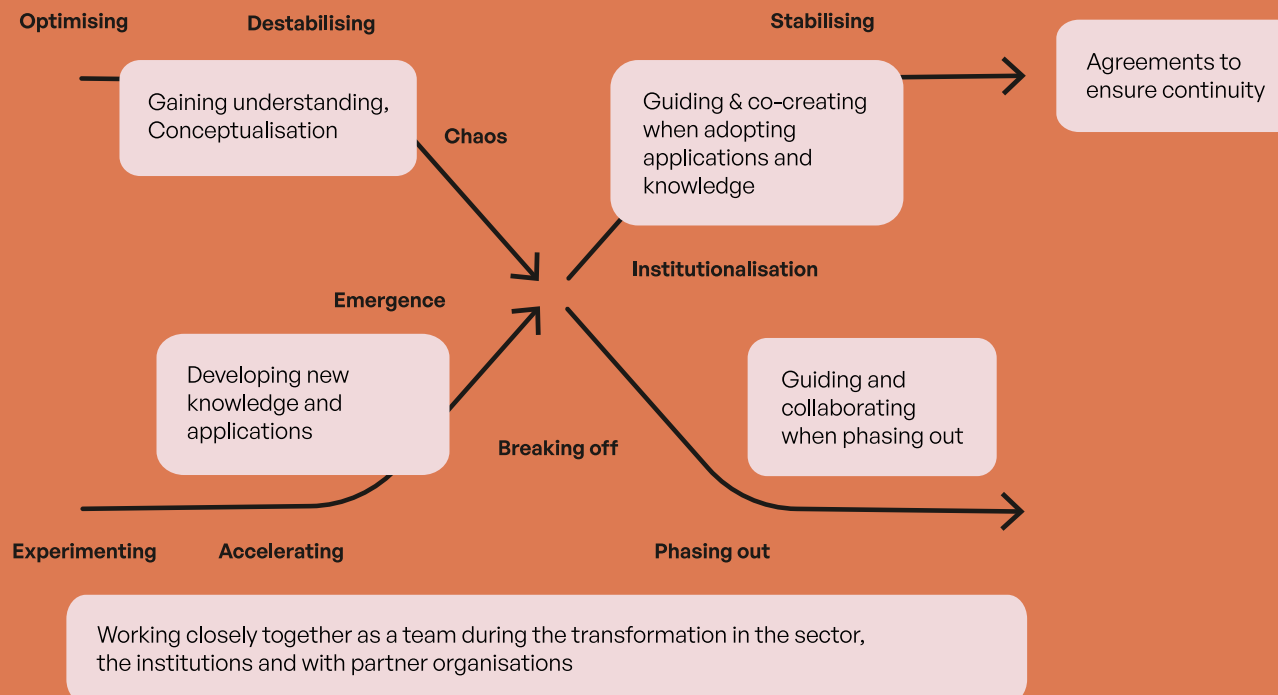 Optimising
Destabilising
Stabilising
Agreements to
ensure continuity
Gaining understanding,
Conceptualisation
Guiding & co-creating
when adopting
applications and
knowledge
Chaos
Institutionalisation
Emergence
Developing new
knowledge and
applications
Guiding and
collaborating
when phasing out
Breaking off
Experimenting
Accelerating
Phasing out
Working closely together as a team during the transformation in the sector,
the institutions and with partner organisations